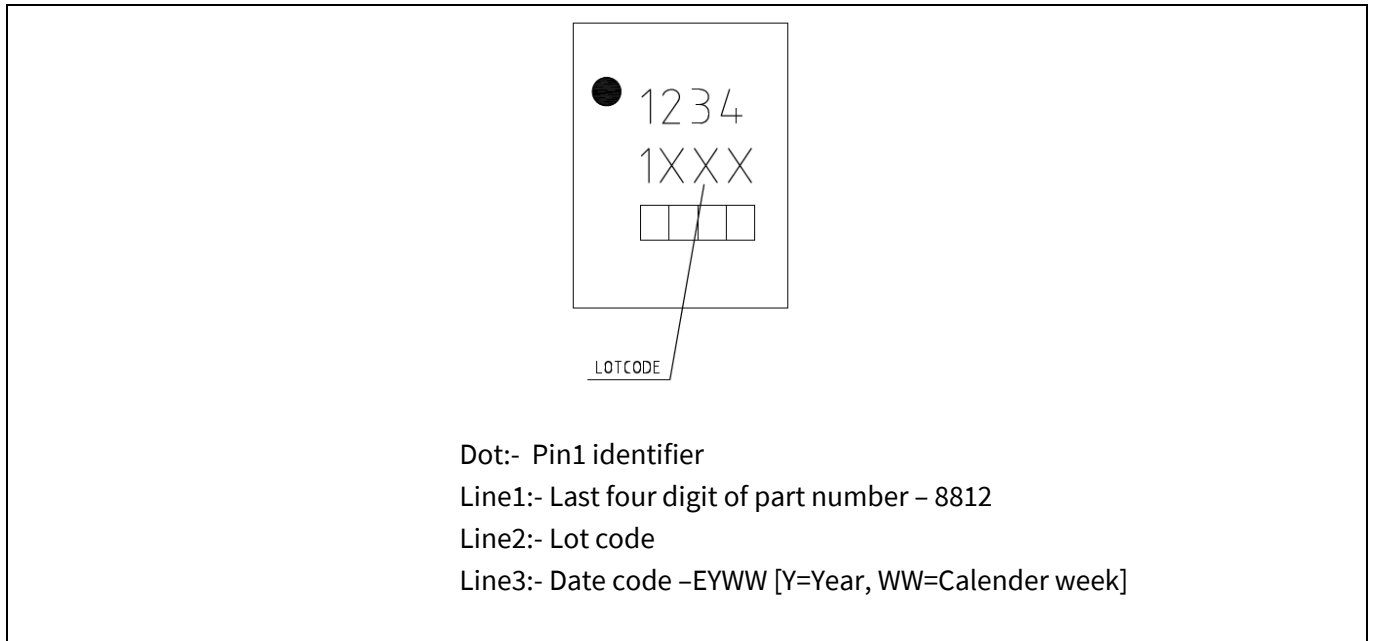 1234
1XXX
LOTCODE
Dot:- Pin1 identifier
Line1:- Last four digit of part number – 8812
Line2:- Lot code
Line3:- Date code –EYWW [Y=Year, WW=Calender week]